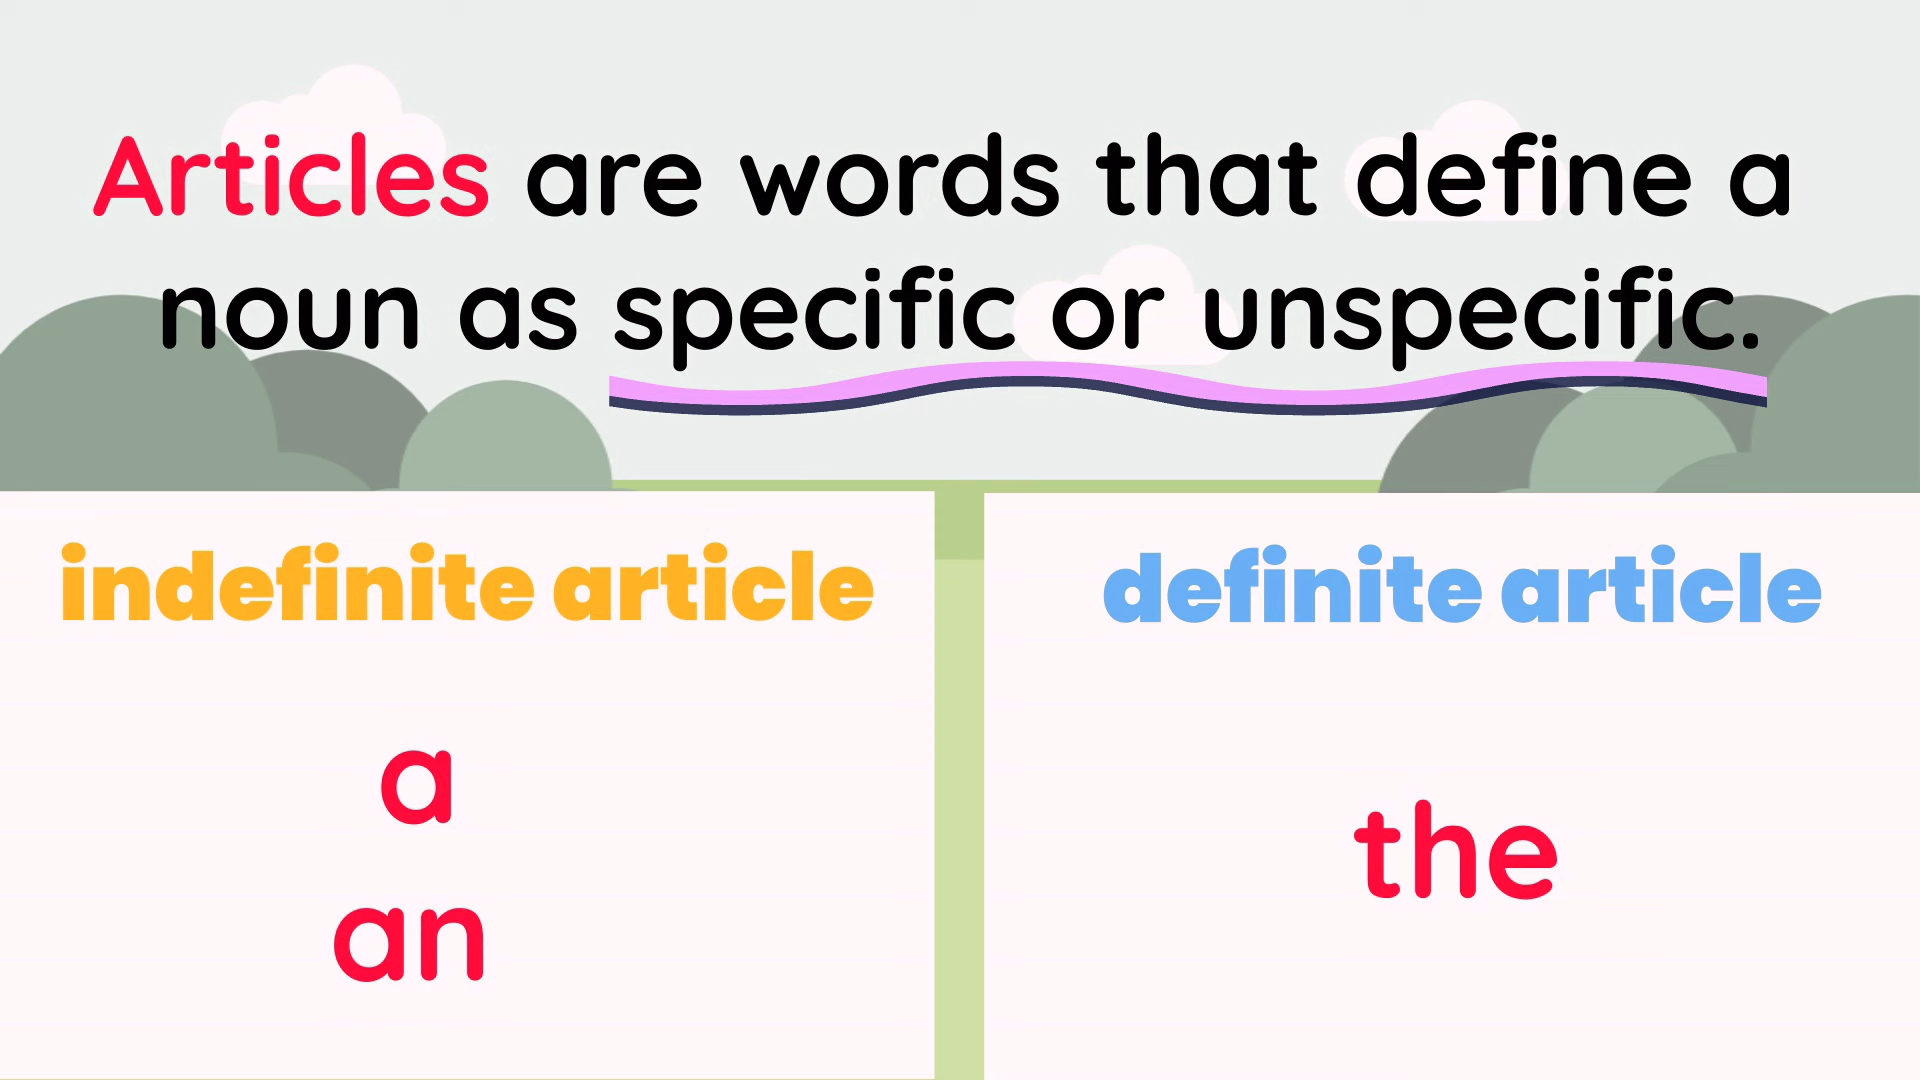 Articles are words that define a
noun as specific or unspecific.
indefinite article
a
an
definite article
the